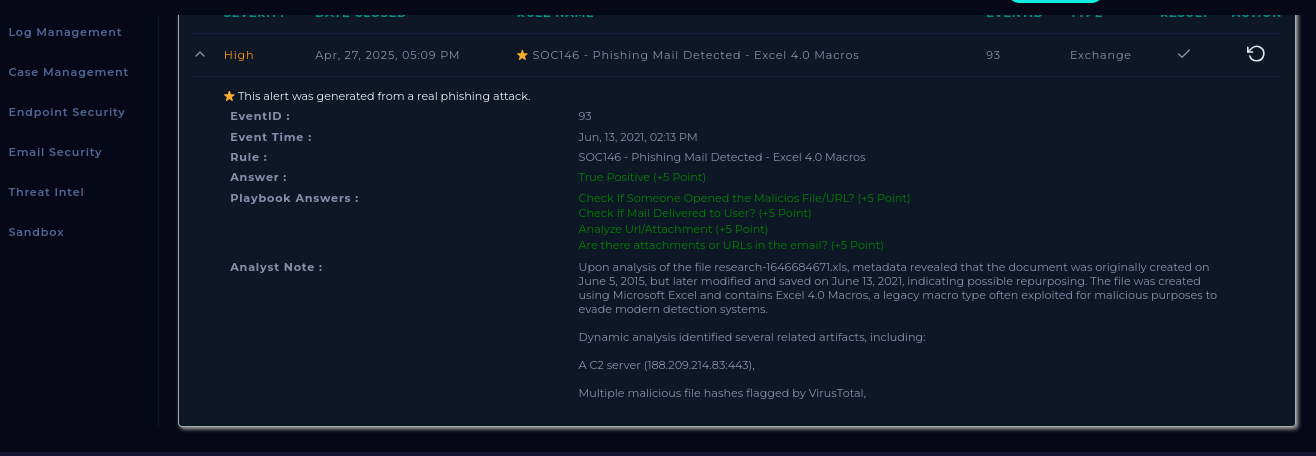 SEVERITY DATE CLOSED RULE NAME EVENTID TYPE RESULT ACTION
Log Management
High Apr, 27, 2025, 05:09 PM SOC146 - Phishing Mail Detected - Excel 4.0 Macros 93 Exchange
Case Management
This alert was generated from a real phishing attack.
Endpoint Security
EventID : 93
Event Time : Jun, 13, 2021, 02:13 PM
Email Security
Rule : SOC146 - Phishing Mail Detected - Excel 4.0 Macros
Answer : True Positive (+5 Point)
Threat Intel
Playbook Answers : Check If Someone Opened the Malicios File/URL? (+5 Point)
Check If Mail Delivered to User? (+5 Point)
Analyze Url/Attachment (+5 Point)
Sandbox
Are there attachments or URLs in the email? (+5 Point)
Analyst Note : Upon analysis of the file research-1646684671.xls, metadata revealed that the document was originally created on
June 5, 2015, but later modified and saved on June 13, 2021, indicating possible repurposing. The file was created
using Microsoft Excel and contains Excel 4.0 Macros, a legacy macro type often exploited for malicious purposes to
evade modern detection systems.
Dynamic analysis identified several related artifacts, including:
A C2 server (188.209.214.83:443),
Multiple malicious file hashes flagged by VirusTotal,